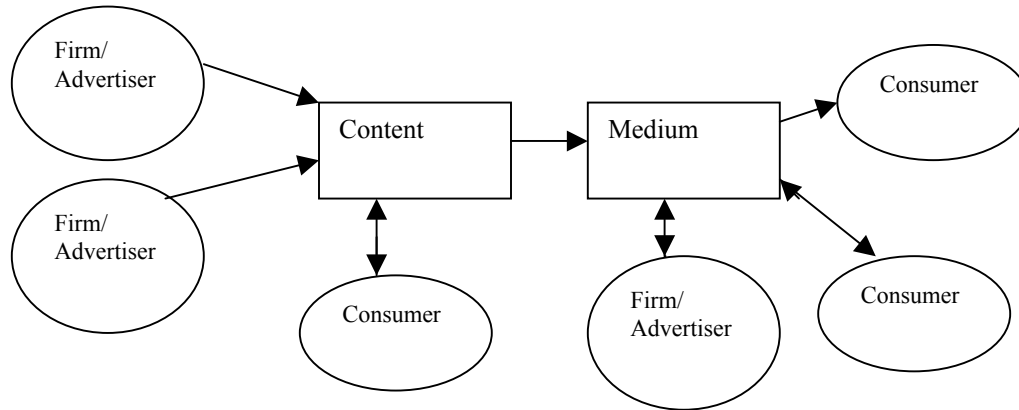 Firm/
Advertiser
Content
Medium
Consumer
Firm/
Advertiser
Consumer
Firm/
Advertiser
Consumer